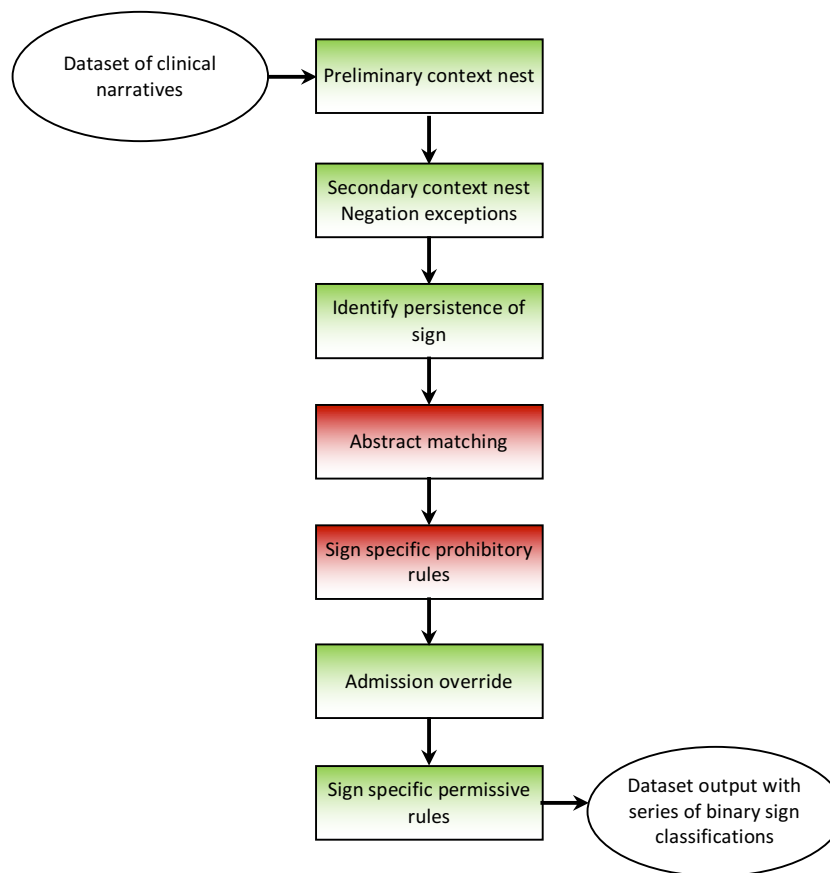 Dataset of clinical
narratives
Preliminary context nest
Secondary context nest
Negation exceptions
Identify persistence of
sign
Abstract matching
Sign specific prohibitory
rules
Admission override
Sign specific permissive
rules
Dataset output with
series of binary sign
classifications